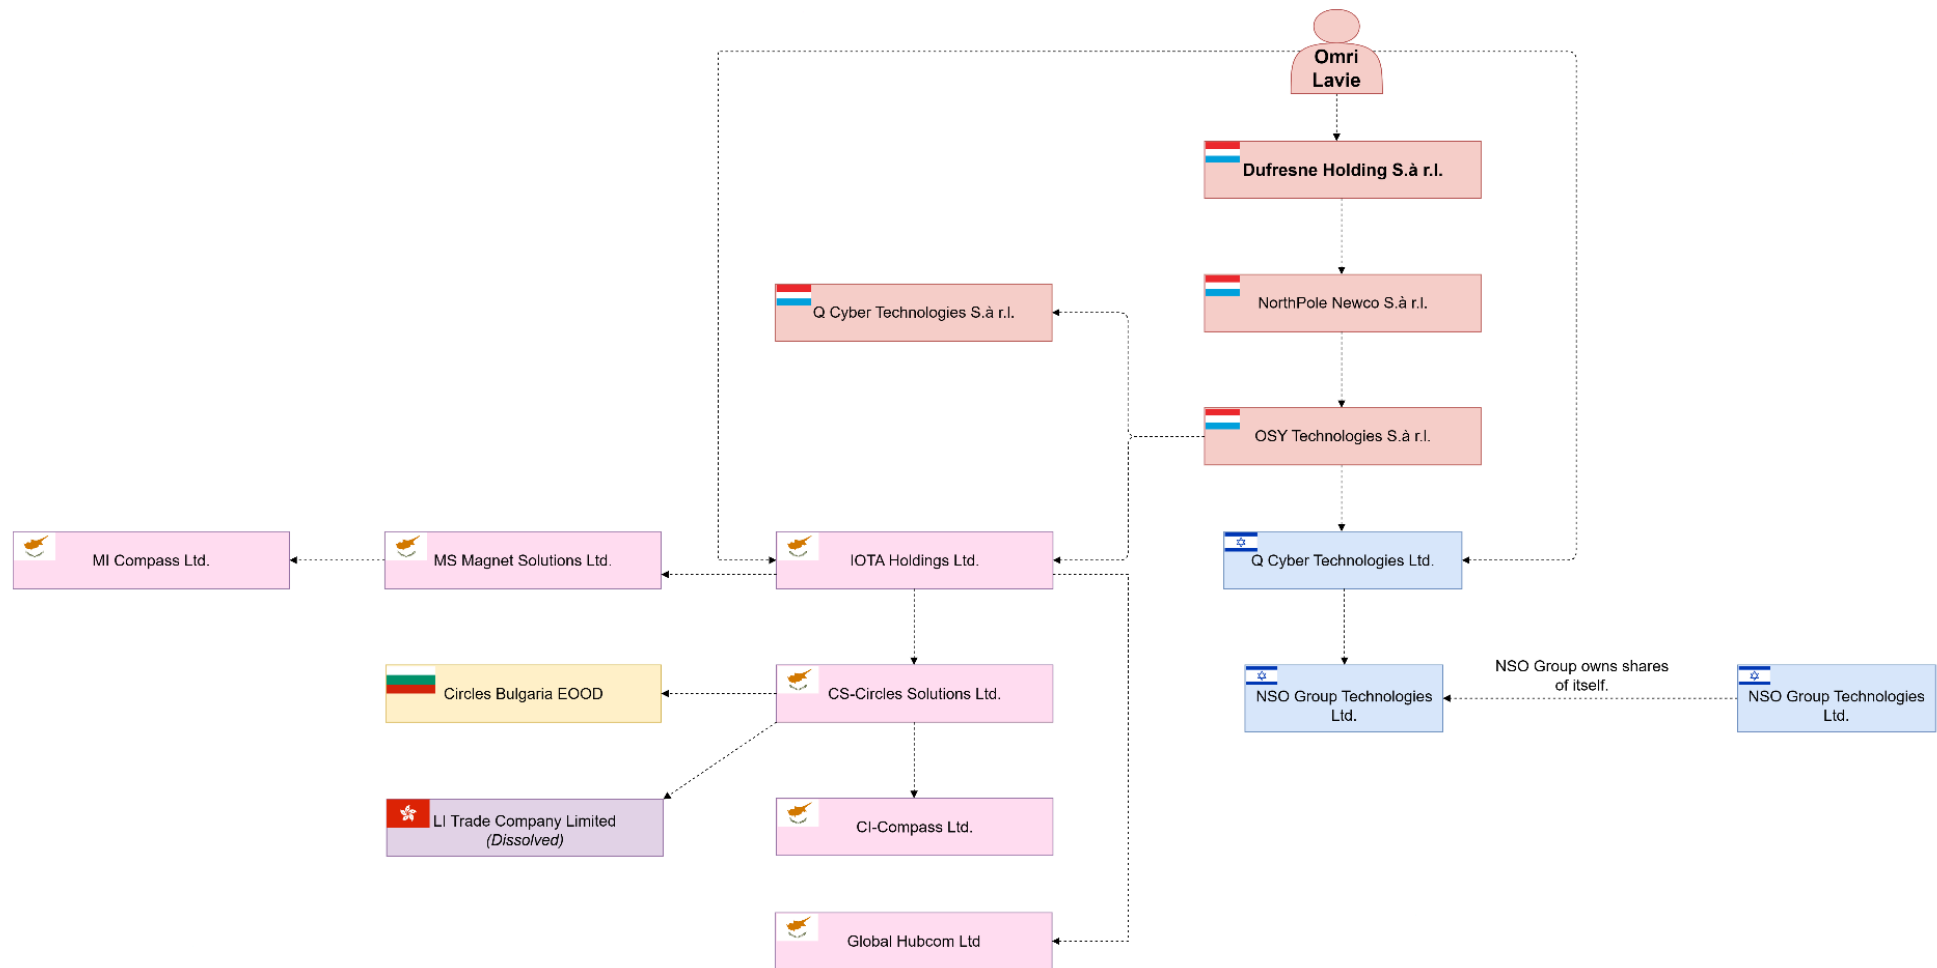 Omri
Lavie
Dufresne Holding S.à r.l.
NorthPole Newco S.à r.l.
Q Cyber Technologies S.à r.l.
OSY Technologies S.à r.l.
MI Compass Ltd.
MS Magnet Solutions Ltd.
IOTA Holdings Ltd.
Q Cyber Technologies Ltd.
Circles Bulgaria EOOD
CS-Circles Solutions Ltd.
NSO Group Technologies
Ltd.
NSO Group owns shares
of itself.
NSO Group Technologies
Ltd.
LI Trade Company Limited
(Dissolved)
CI-Compass Ltd.
Global Hubcom Ltd